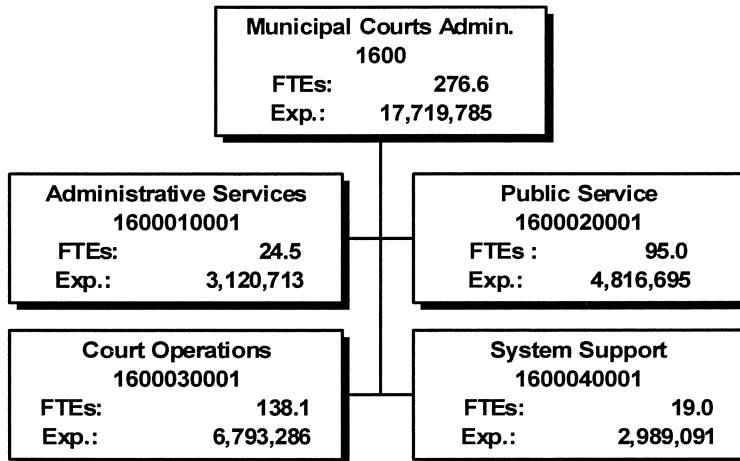 Municipal Courts Admin.
1600
FTEs: 276.6
Exp.: 17,719,785
Administrative Services
1600010001
FTEs: 24.5
Exp.: 3,120,713
Public Service
1600020001
FTEs : 95.0
Exp.: 4,816,695
Court Operations
1600030001
FTEs: 138.1
Exp.: 6,793,286
System Support
1600040001
FTEs: 19.0
Exp.: 2,989,091